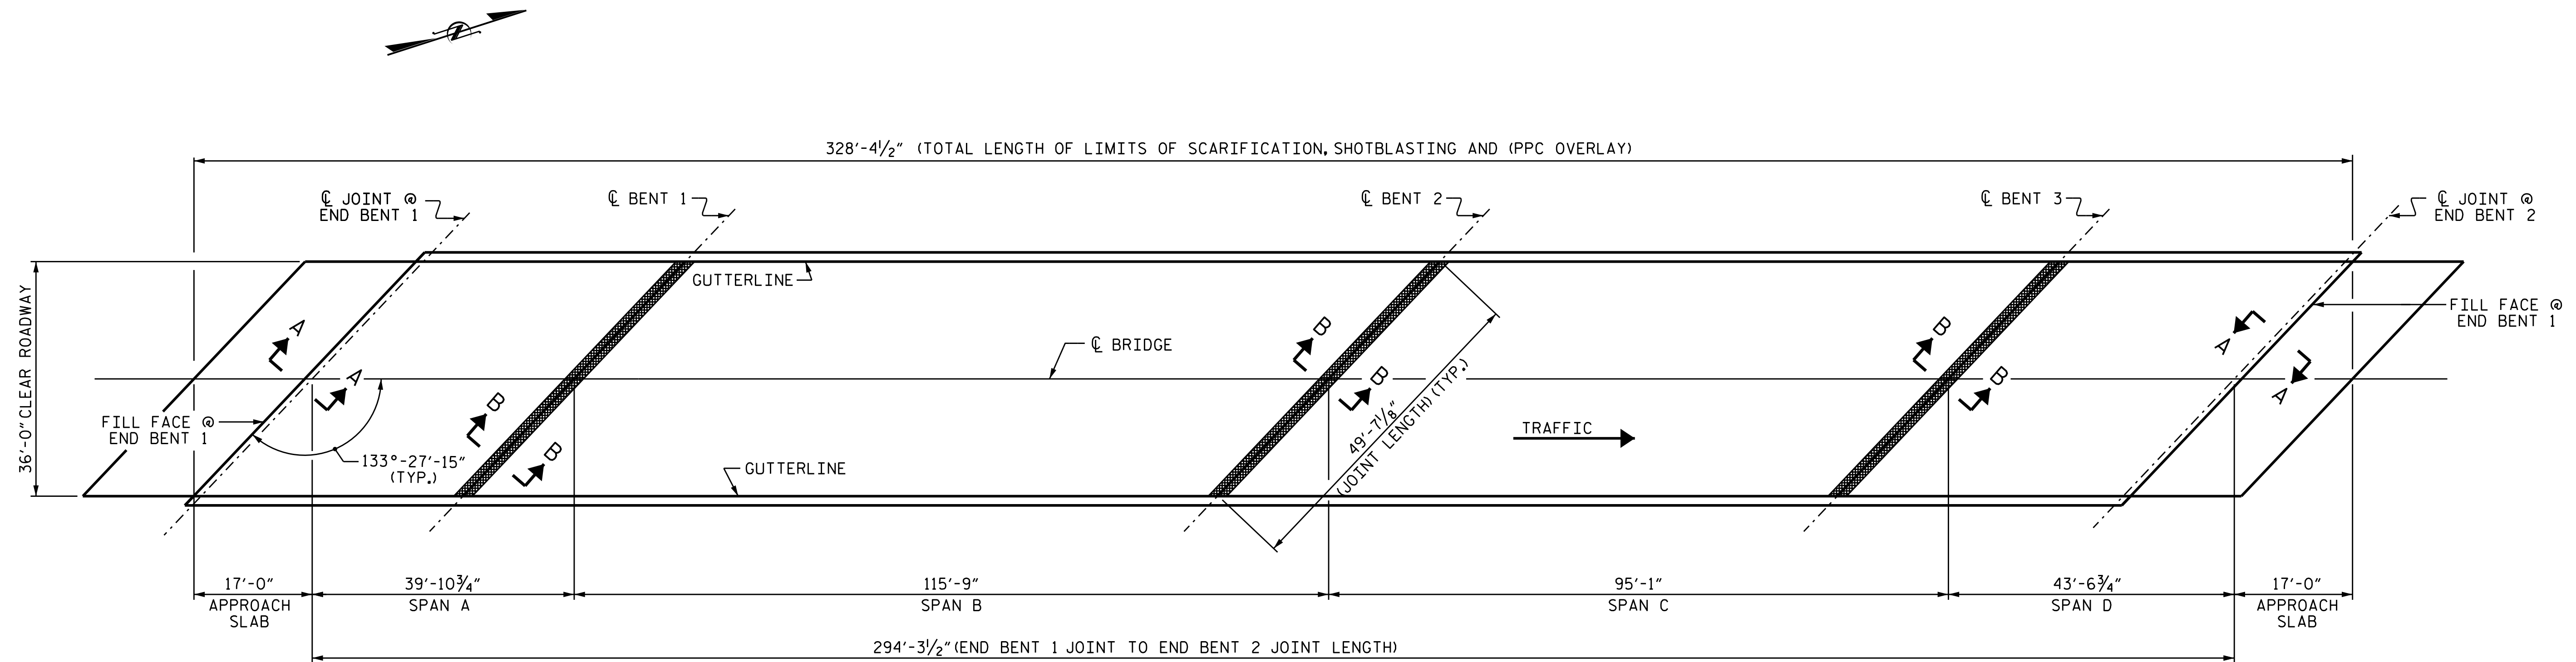 Z
328'-4½" (TOTAL LENGTH OF LIMITS OF SCARIFICATION, SHOTBLASTING AND (PPC OVERLAY)
℄ JOINT @
END BENT 1
℄ BENT 1
℄ BENT 2
℄ BENT 3
℄ JOINT @
END BENT 2
36'-0" CLEAR ROADWAY
GUTTERLINE
FILL FACE @
END BENT 1
A
A
B
B
B
B
B
B
A
A
℄ BRIDGE
49'-7⅛"
(JOINT LENGTH) (TYP.)
TRAFFIC
FILL FACE @
END BENT 1
133°-27'-15"
(TYP.)
GUTTERLINE
17'-0"
APPROACH
SLAB
39'-10¾"
SPAN A
115'-9"
SPAN B
95'-1"
SPAN C
43'-6¾"
SPAN D
17'-0"
APPROACH
SLAB
294'-3½" (END BENT 1 JOINT TO END BENT 2 JOINT LENGTH)